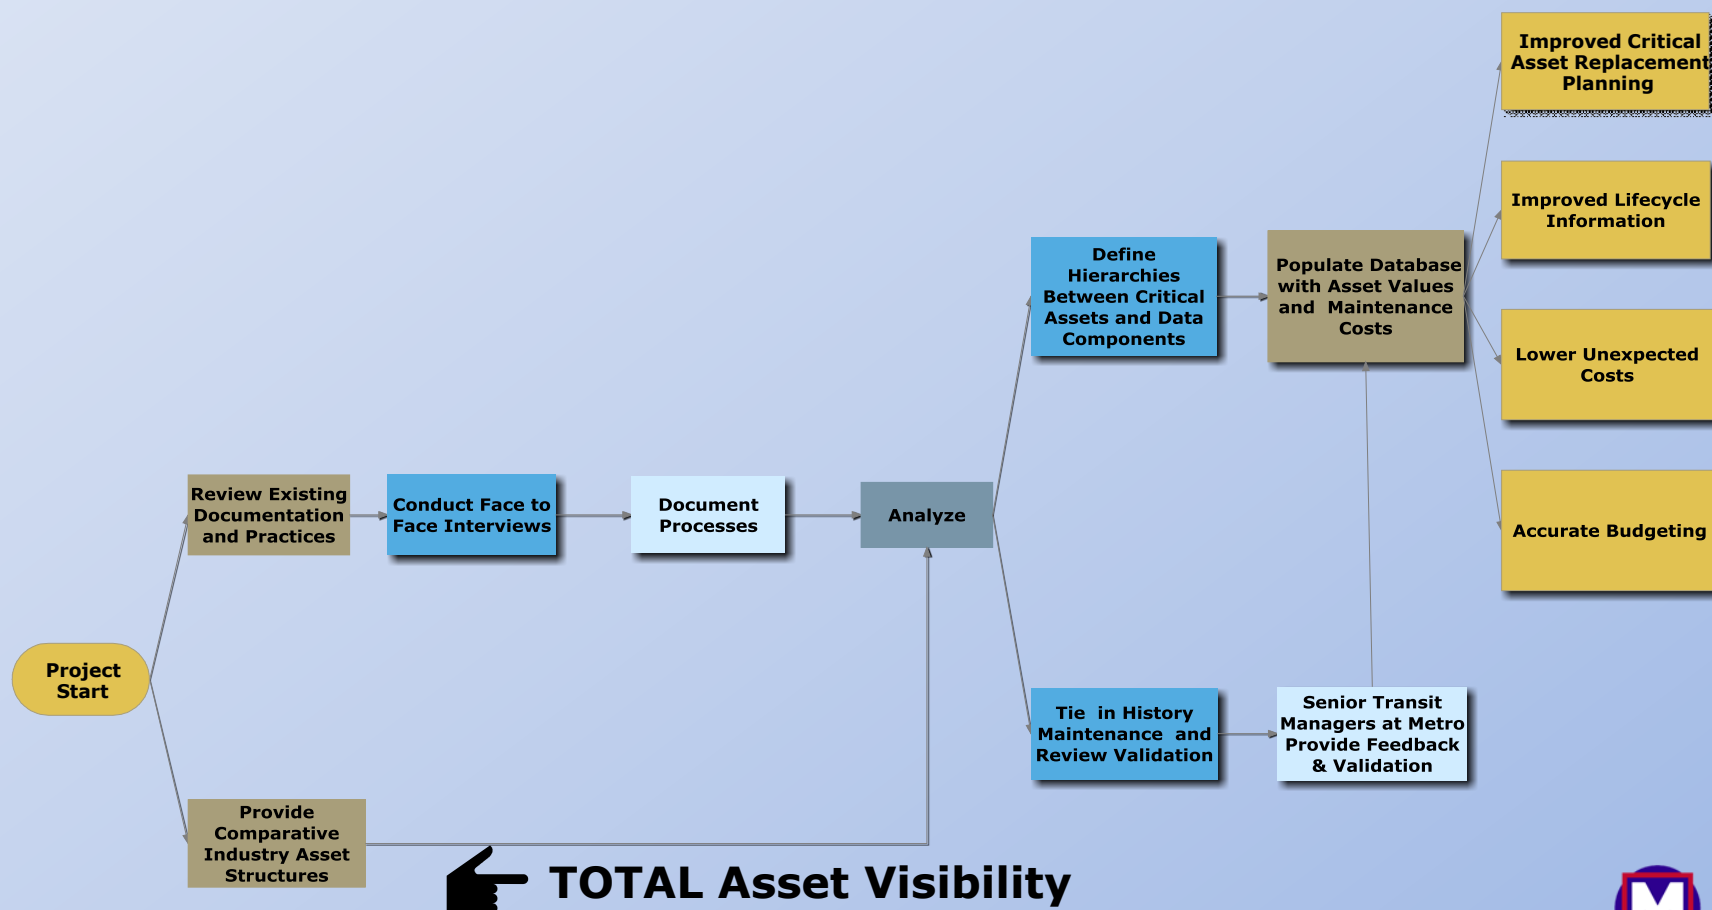 Improved Critical
Asset Replacement
Planning
Improved Lifecycle
Information
Define
Hierarchies
Between Critical
Assets and Data
Components
Populate Database
with Asset Values
and  Maintenance
Costs
Lower Unexpected
Costs
Review Existing
Documentation
and Practices
Conduct Face to
Face Interviews
Document
Processes
Analyze
Accurate Budgeting
Project
Start
Tie  in History
Maintenance  and
Review Validation
Senior Transit
Managers at Metro
Provide Feedback
& Validation
Provide
Comparative
Industry Asset
Structures
TOTAL Asset Visibility
M